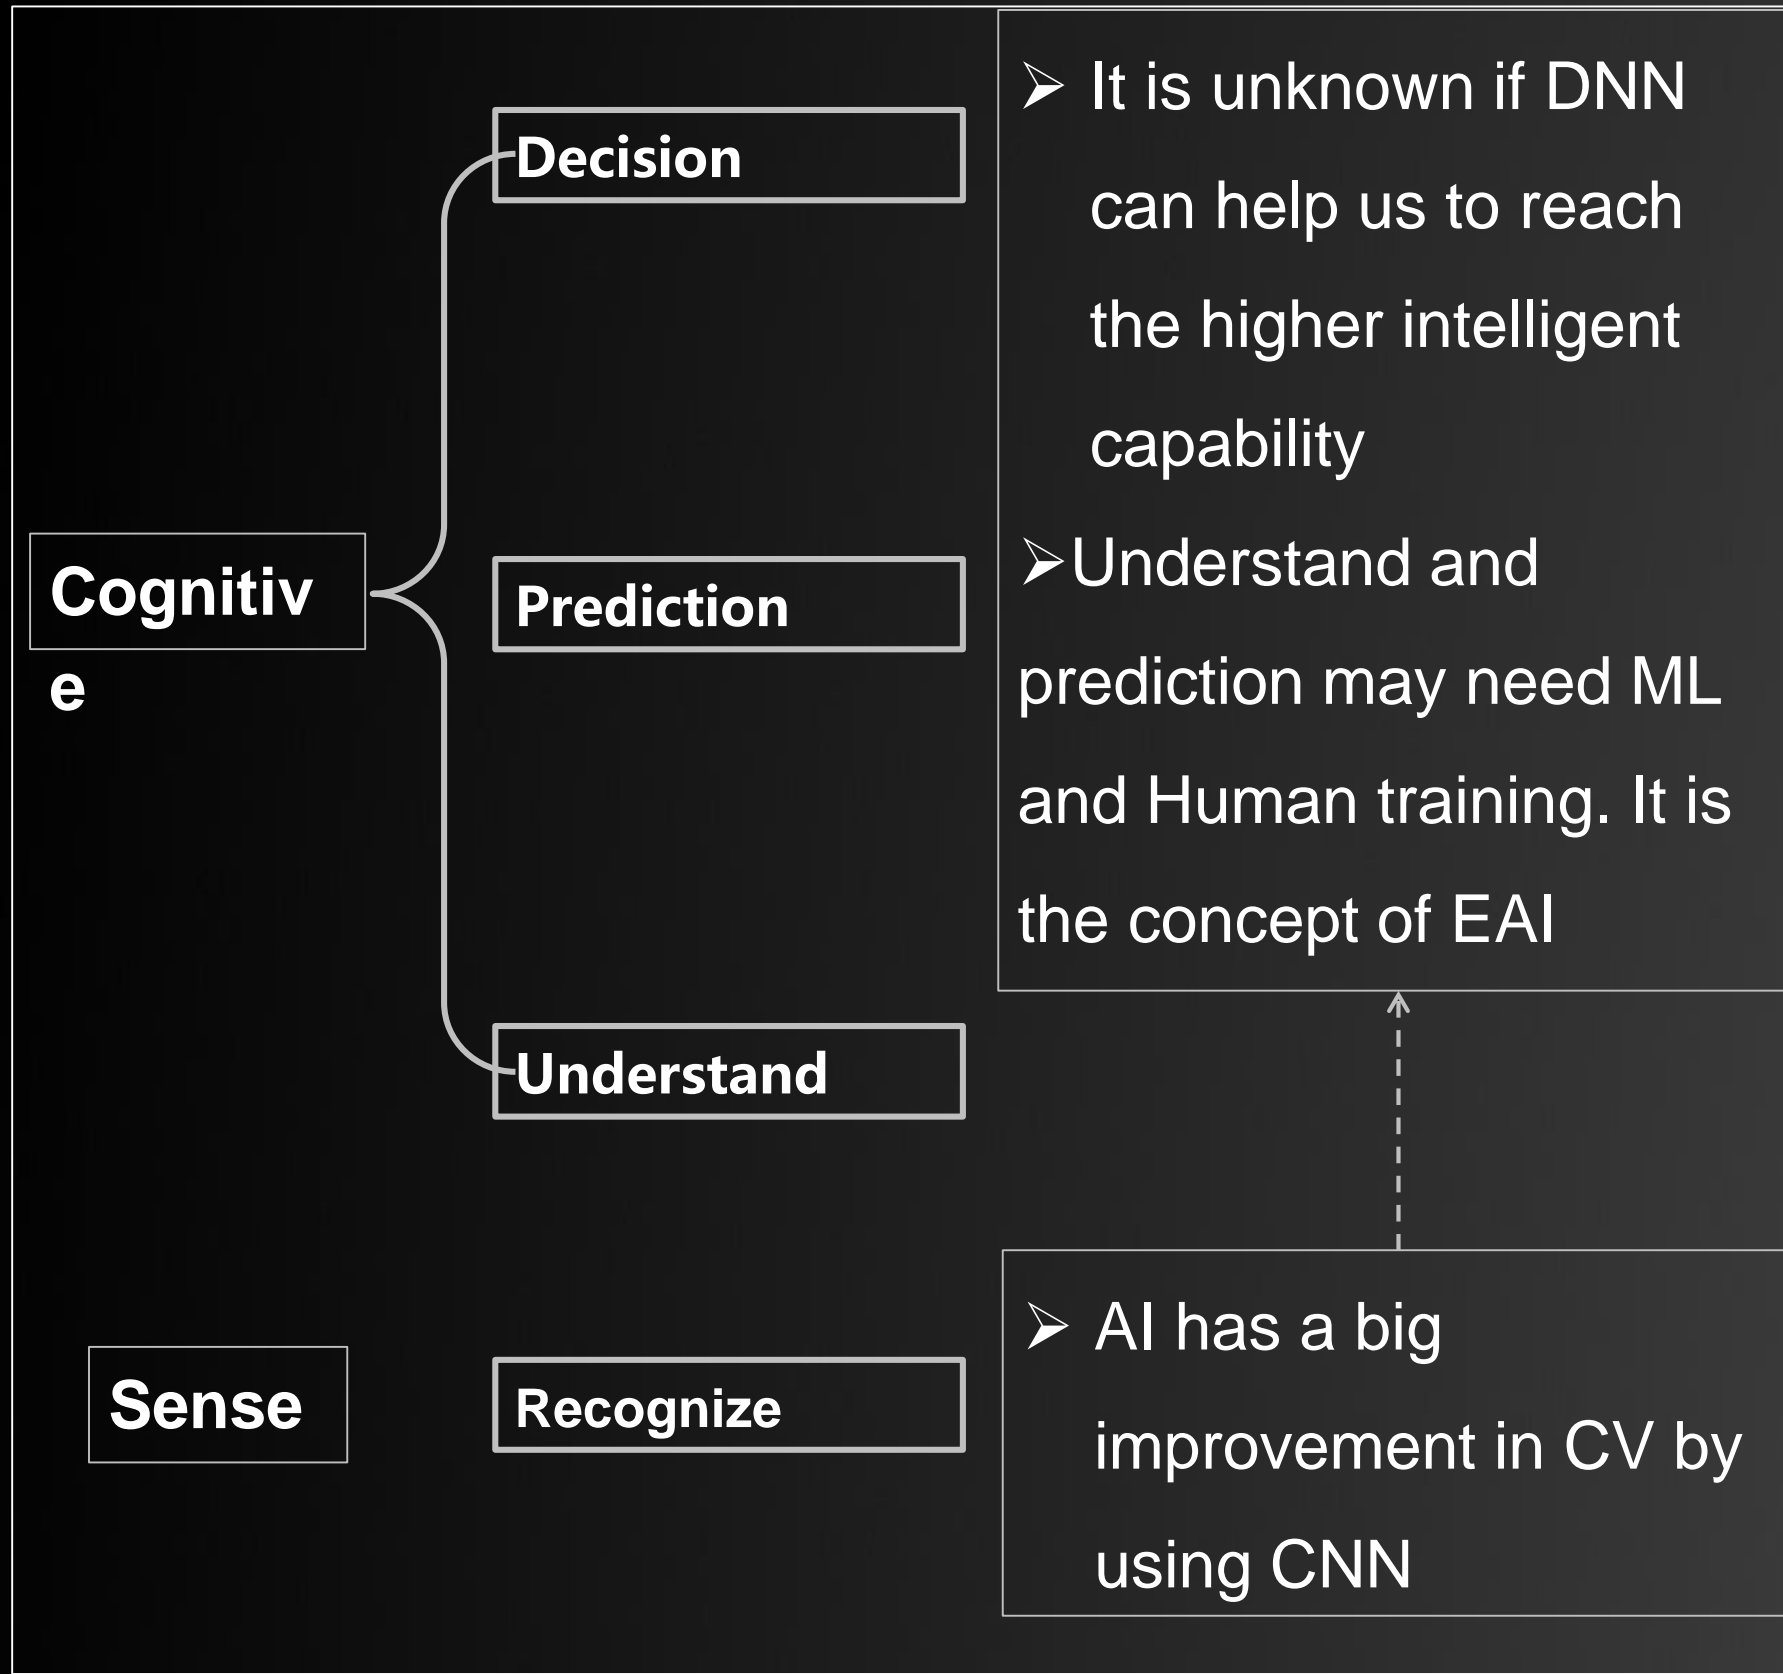 Decision
Cognitiv
e
Prediction
Understand
➢ It is unknown if DNN
can help us to reach
the higher intelligent
capability
➢Understand and
prediction may need ML
and Human training. It is
the concept of EAI
Sense
Recognize
➢ AI has a big
improvement in CV by
using CNN